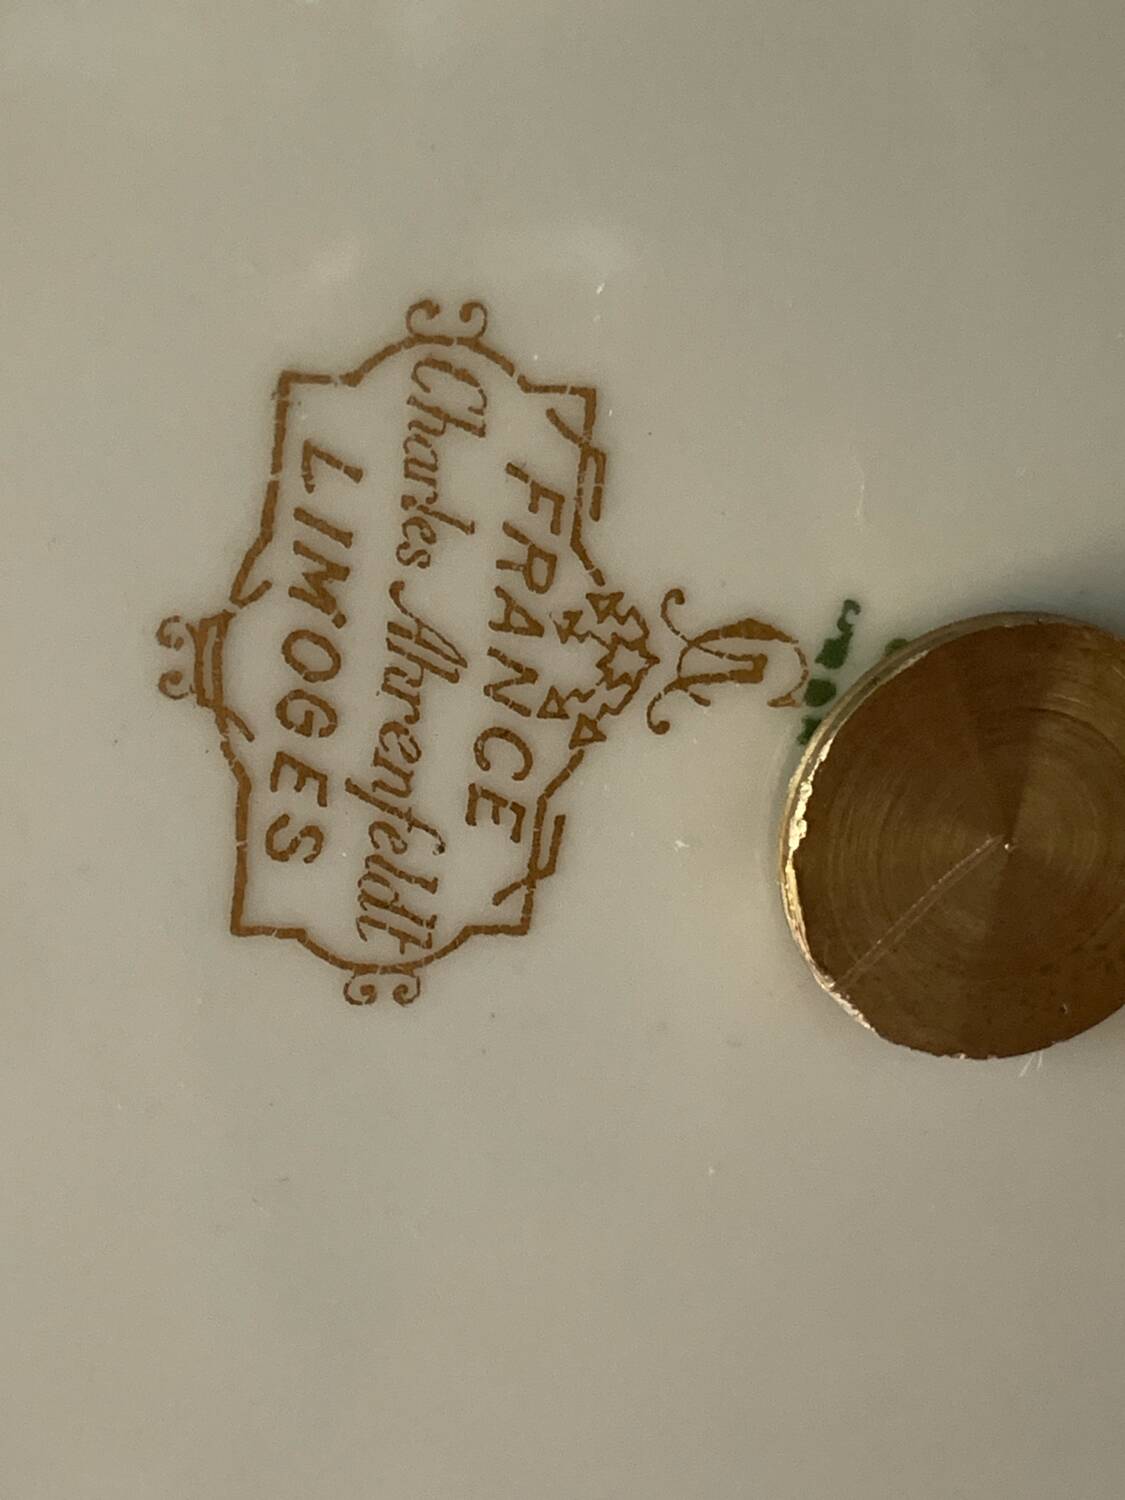 FRANCE
Charles Ahrenfeldt
LIMOGES